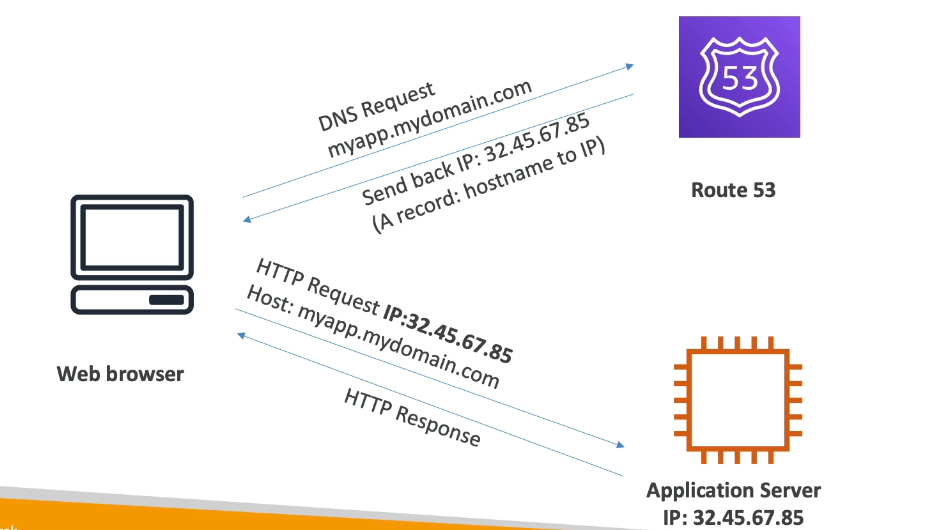 53
DNS Request
myapp.mydomain.com
Send back IP: 32.45.67.85
(A record: hostname to IP)
Route 53
HTTP Request IP:32.45.67.85
Host: myapp.mydomain.com
Web browser
HTTP Response
Application Server
IP: 32.45.67.85